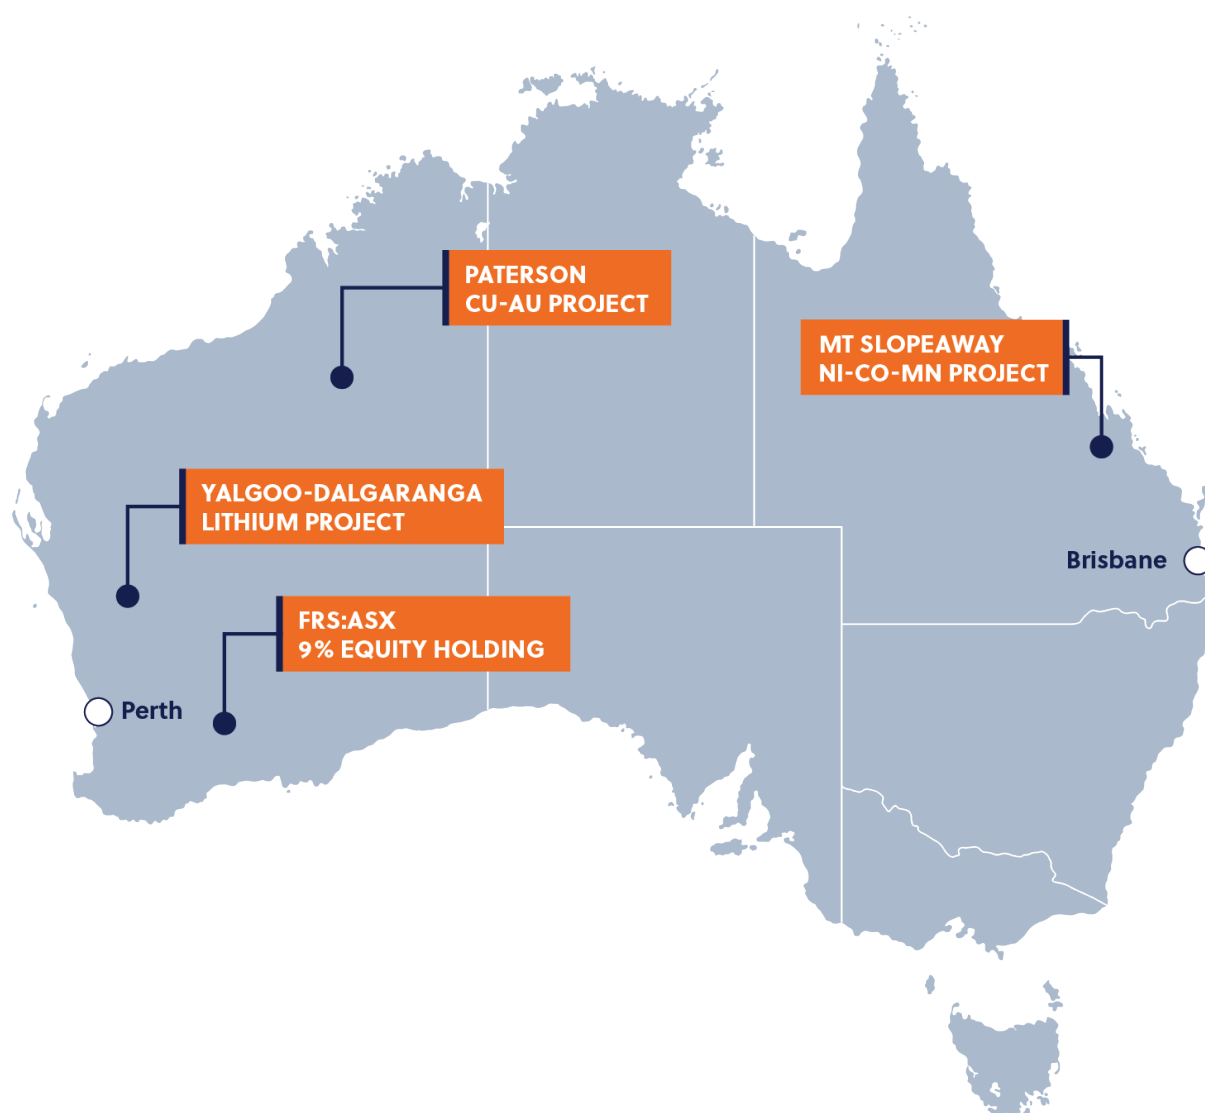 PATERSON
CU-AU PROJECT
MT SLOPEAWAY
NI-CO-MN PROJECT
YALGOO-DALGARANGA
LITHIUM PROJECT
Brisbane
FRS:ASX
9% EQUITY HOLDING
Perth